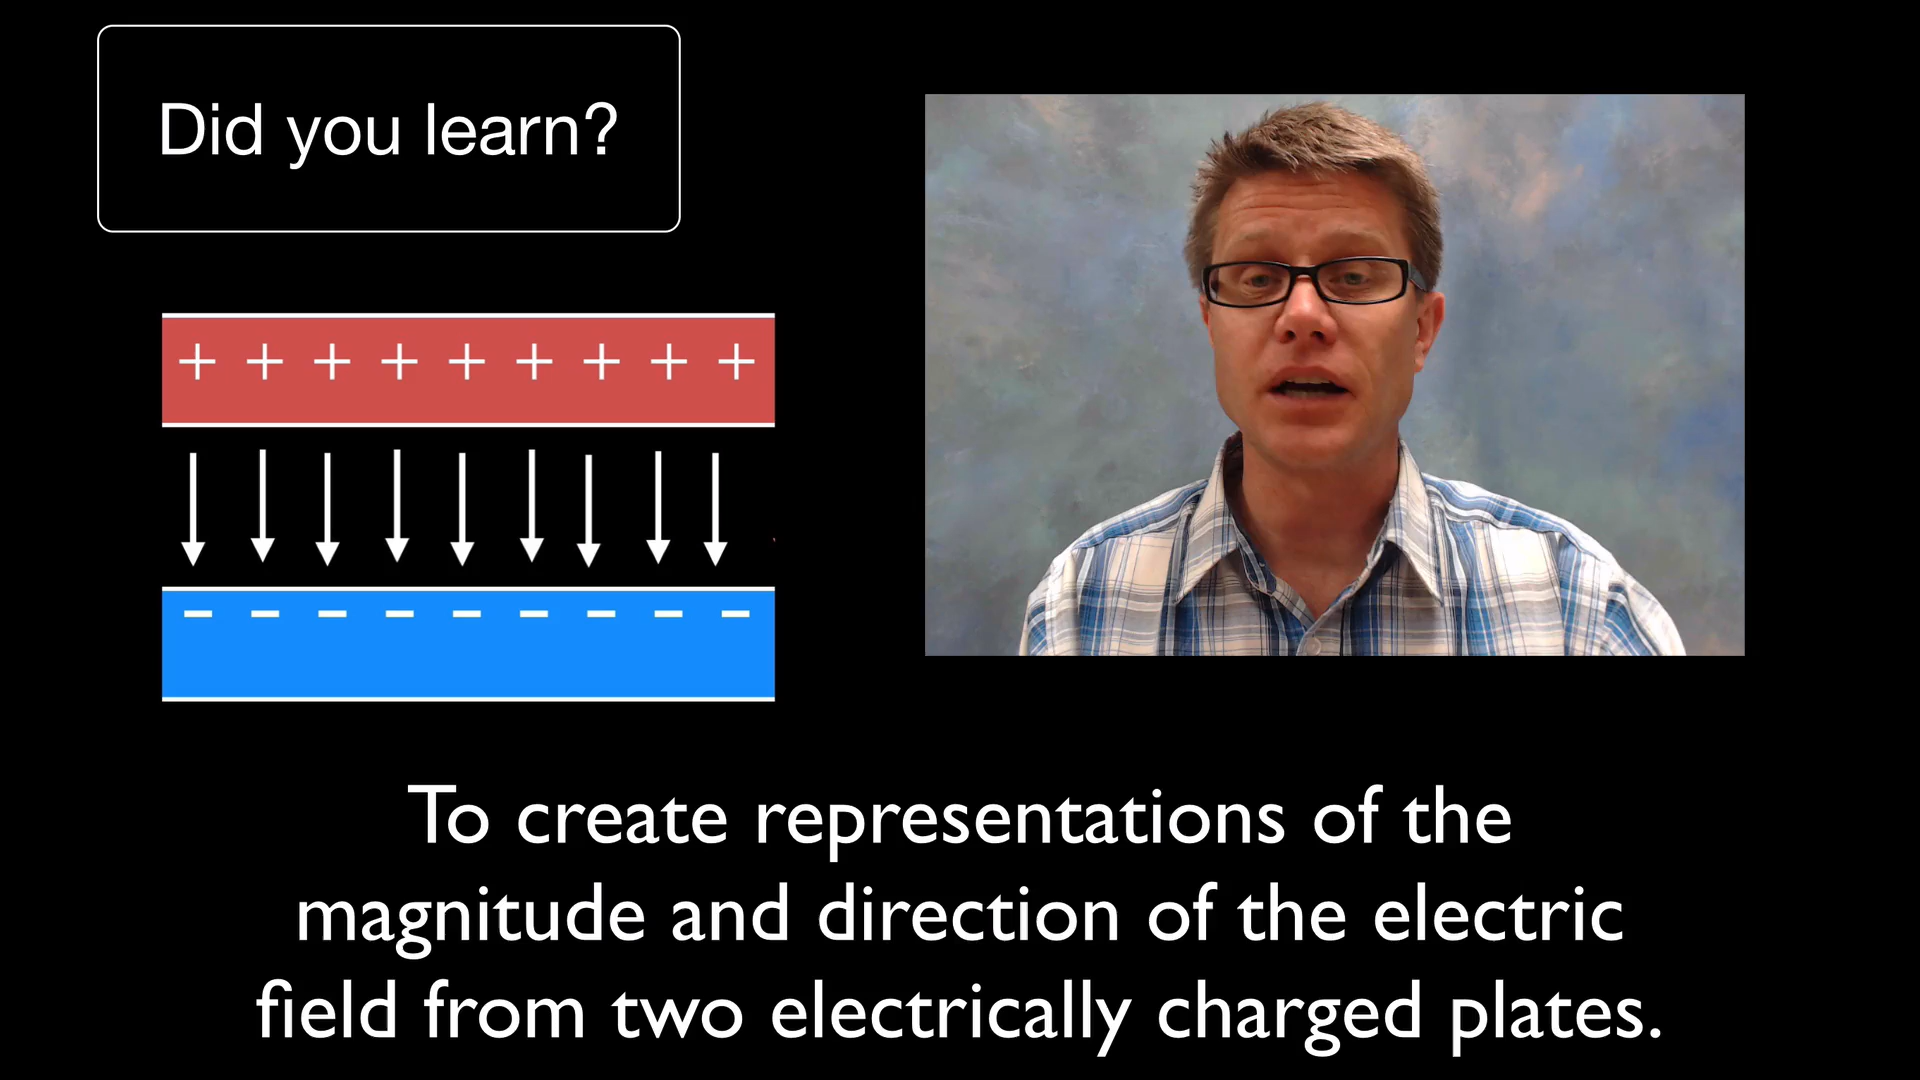 Did you learn?
+ + + + + + + + +
- - - - - - - - -
To create representations of the
magnitude and direction of the electric
field from two electrically charged plates.